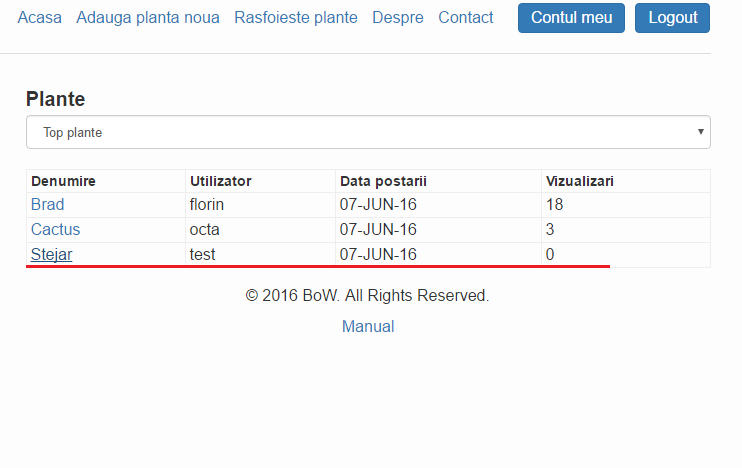 Acasa Adauga planta noua Rasfoieste plante Despre Contact Contul meu Logout
Plante
Top plante
Denumire Utilizator Data postarii Vizualizari
Brad florin 07-JUN-16 18
Cactus octa 07-JUN-16 3
Stejar test 07-JUN-16 0
© 2016 BoW. All Rights Reserved.
Manual